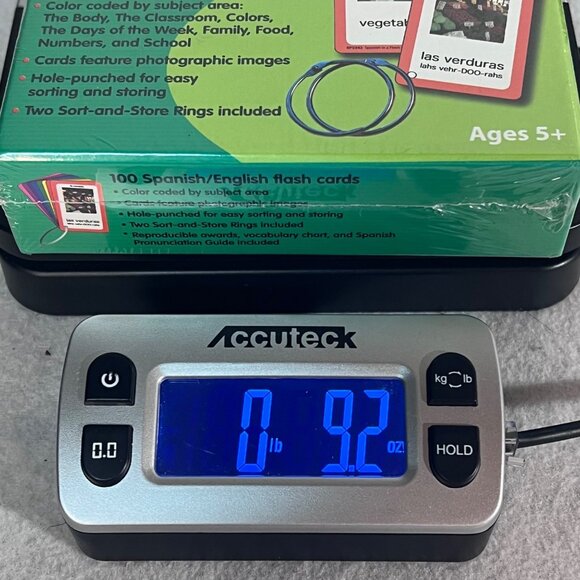 • Color coded by subject area:
The Body, The Classroom, Colors,
The Days of the Week, Family, Food,
Numbers, and School
• Cards feature photographic images
• Hole-punched for easy
sorting and storing
• Two Sort-and-Store Rings included
las verduras
lahs vehr-DOO-rahs
Ages 5+
100 Spanish/English flash cards
• Color coded by subject area
• Cards feature photographic images
• Hole-punched for easy sorting and storing
• Two Sort-and-Store Rings included
• Reproducible awards, vocabulary chart, and Spanish
Pronunciation Guide included
las verduras
lahs vehr-DOO-rahs
Accuteck
kg lb
0.0
0 lb 9.2 oz
HOLD